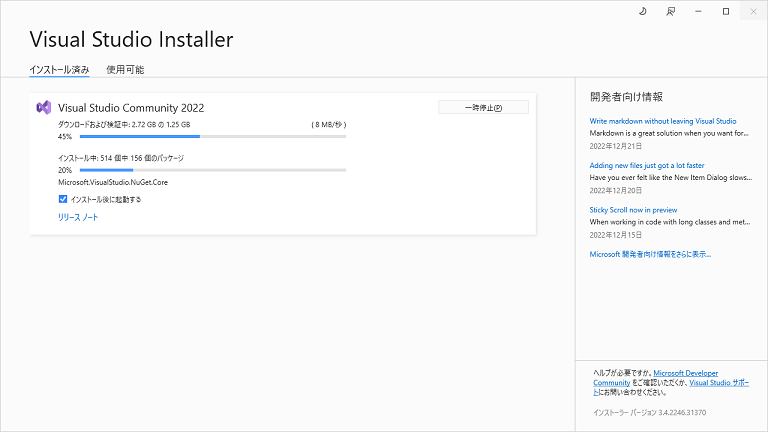 Visual Studio Installer
インストール済み
使用可能
Visual Studio Community 2022
一時停止(P)
ダウンロードおよび検証中: 2.72 GB の 1.25 GB
( 8 MB/秒 )
45%
インストール中: 514 個中 156 個のパッケージ
20%
Microsoft.VisualStudio.NuGet.Core
インストール後に起動する
リリース ノート
開発者向け情報
Write markdown without leaving Visual Studio
Markdown is a great solution when you want for...
2022年12月21日
Adding new files just got a lot faster
Have you ever felt like the New Item Dialog slows...
2022年12月20日
Sticky Scroll now in preview
When working in code with long classes and met...
2022年12月15日
Microsoft 開発者向け情報をさらに表示...
ヘルプが必要ですか。Microsoft Developer
Community をご確認いただくか、Visual Studio サポー
トにお問い合わせください。
インストーラー バージョン 3.4.2246.31370